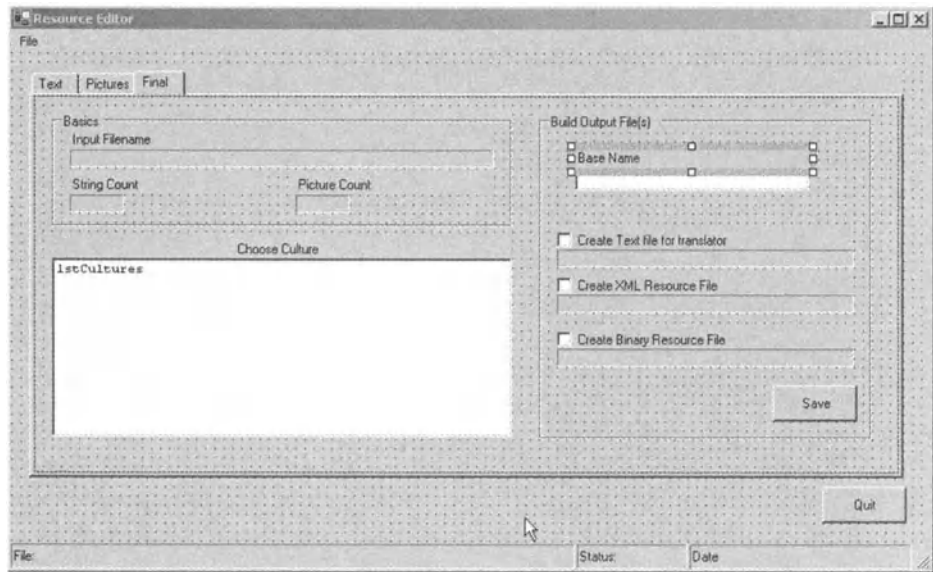 Resource Editor
File
Text Pictures Final
Basics
Input Filename
String Count Picture Count
Choose Culture
lstCultures
Build Output File(s)
Base Name
Create Text file for translator
Create XML Resource File
Create Binary Resource File
Save
Quit
File: Status: Date